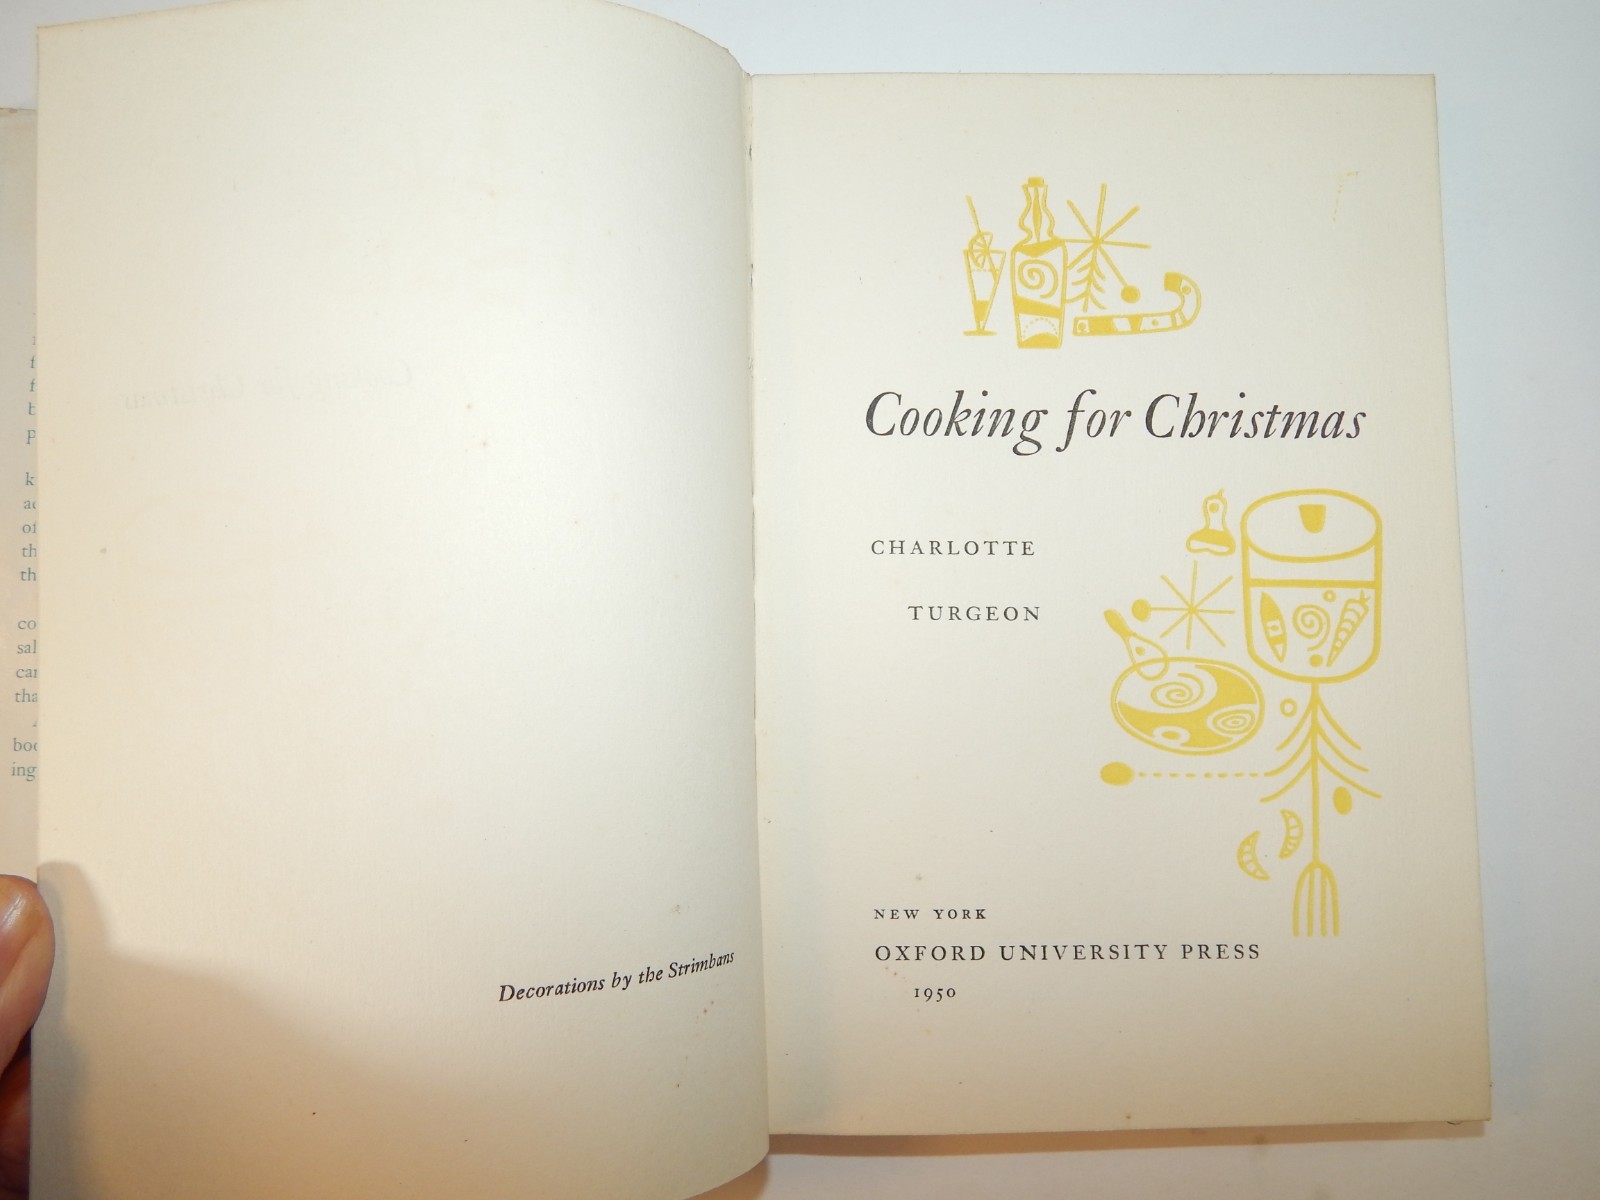 Decorations by the Strimbans
Cooking for Christmas
CHARLOTTE
TURGEON
NEW YORK
OXFORD UNIVERSITY PRESS
1950